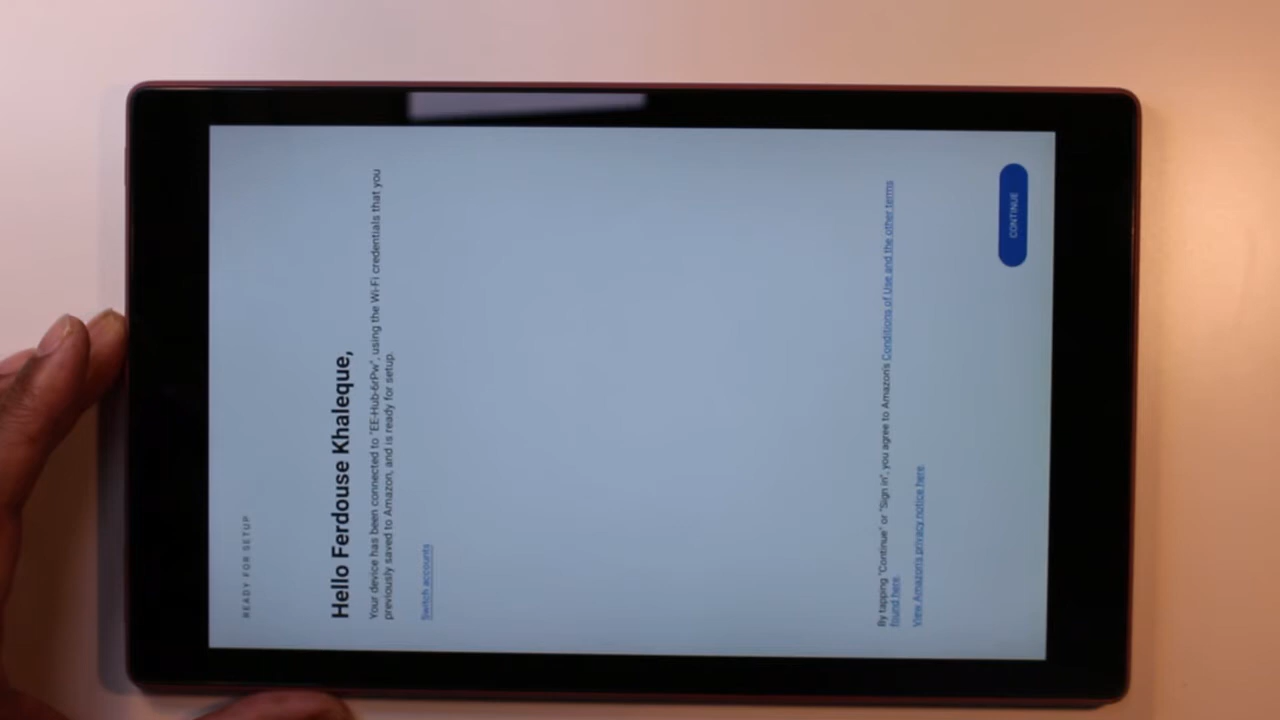 READY FOR SETUP
Hello Ferdouse Khaleque,
Your device has been connected to "EE-Hub-6rPw", using the Wi-Fi credentials that you
previously saved to Amazon, and is ready for setup.
Switch accounts
By tapping "Continue" or "Sign in", you agree to Amazon's Conditions of Use and the other terms
found here.
View Amazon's privacy notice here.
CONTINUE